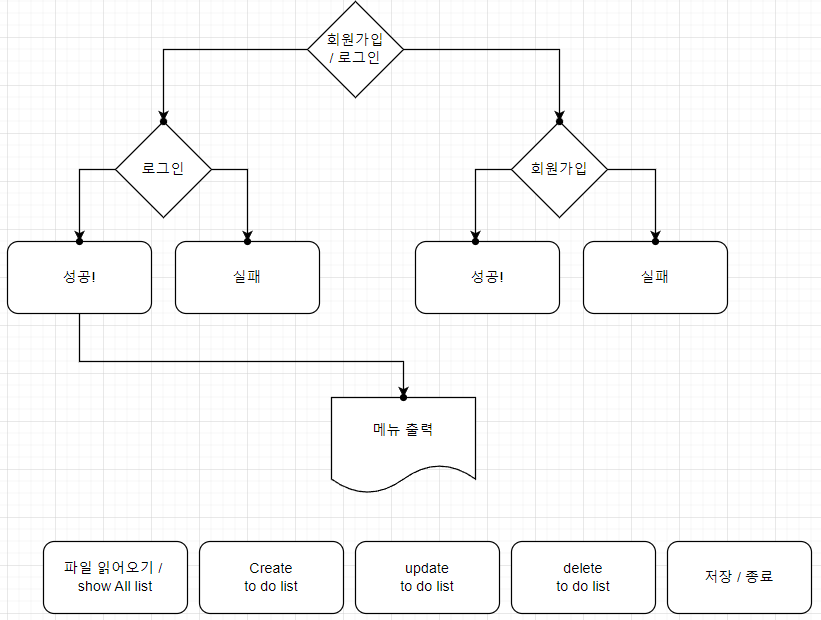 회원가입
/ 로그인
로그인
회원가입
성공!
실패
성공!
실패
메뉴 출력
파일 읽어오기 /
show All list
Create
to do list
update
to do list
delete
to do list
저장 / 종료